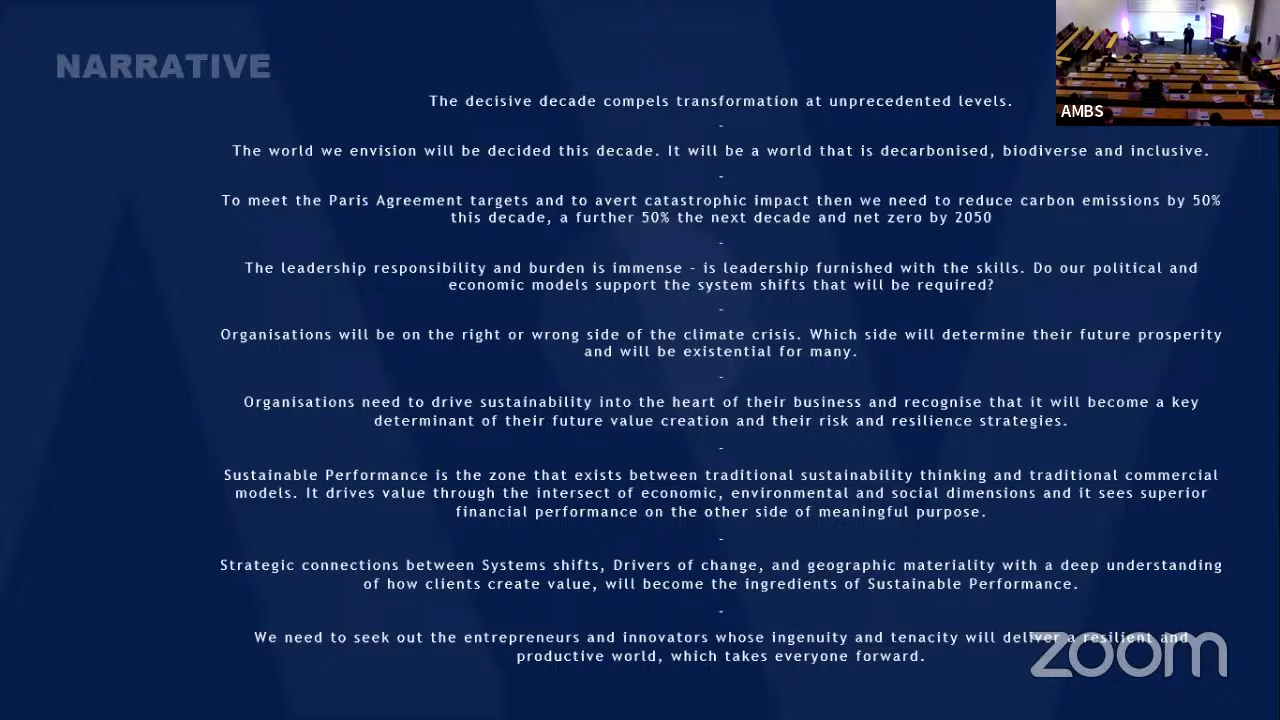 NARRATIVE
AMBS
The decisive decade compels transformation at unprecedented levels.
-
The world we envision will be decided this decade. It will be a world that is decarbonised, biodiverse and inclusive.
-
To meet the Paris Agreement targets and to avert catastrophic impact then we need to reduce carbon emissions by 50%
this decade, a further 50% the next decade and net zero by 2050
-
The leadership responsibility and burden is immense - is leadership furnished with the skills. Do our political and
economic models support the system shifts that will be required?
-
Organisations will be on the right or wrong side of the climate crisis. Which side will determine their future prosperity
and will be existential for many.
-
Organisations need to drive sustainability into the heart of their business and recognise that it will become a key
determinant of their future value creation and their risk and resilience strategies.
-
Sustainable Performance is the zone that exists between traditional sustainability thinking and traditional commercial
models. It drives value through the intersect of economic, environmental and social dimensions and it sees superior
financial performance on the other side of meaningful purpose.
-
Strategic connections between Systems shifts, Drivers of change, and geographic materiality with a deep understanding
of how clients create value, will become the ingredients of Sustainable Performance.
-
We need to seek out the entrepreneurs and innovators whose ingenuity and tenacity will deliver a resilient and
productive world, which takes everyone forward.
zoom